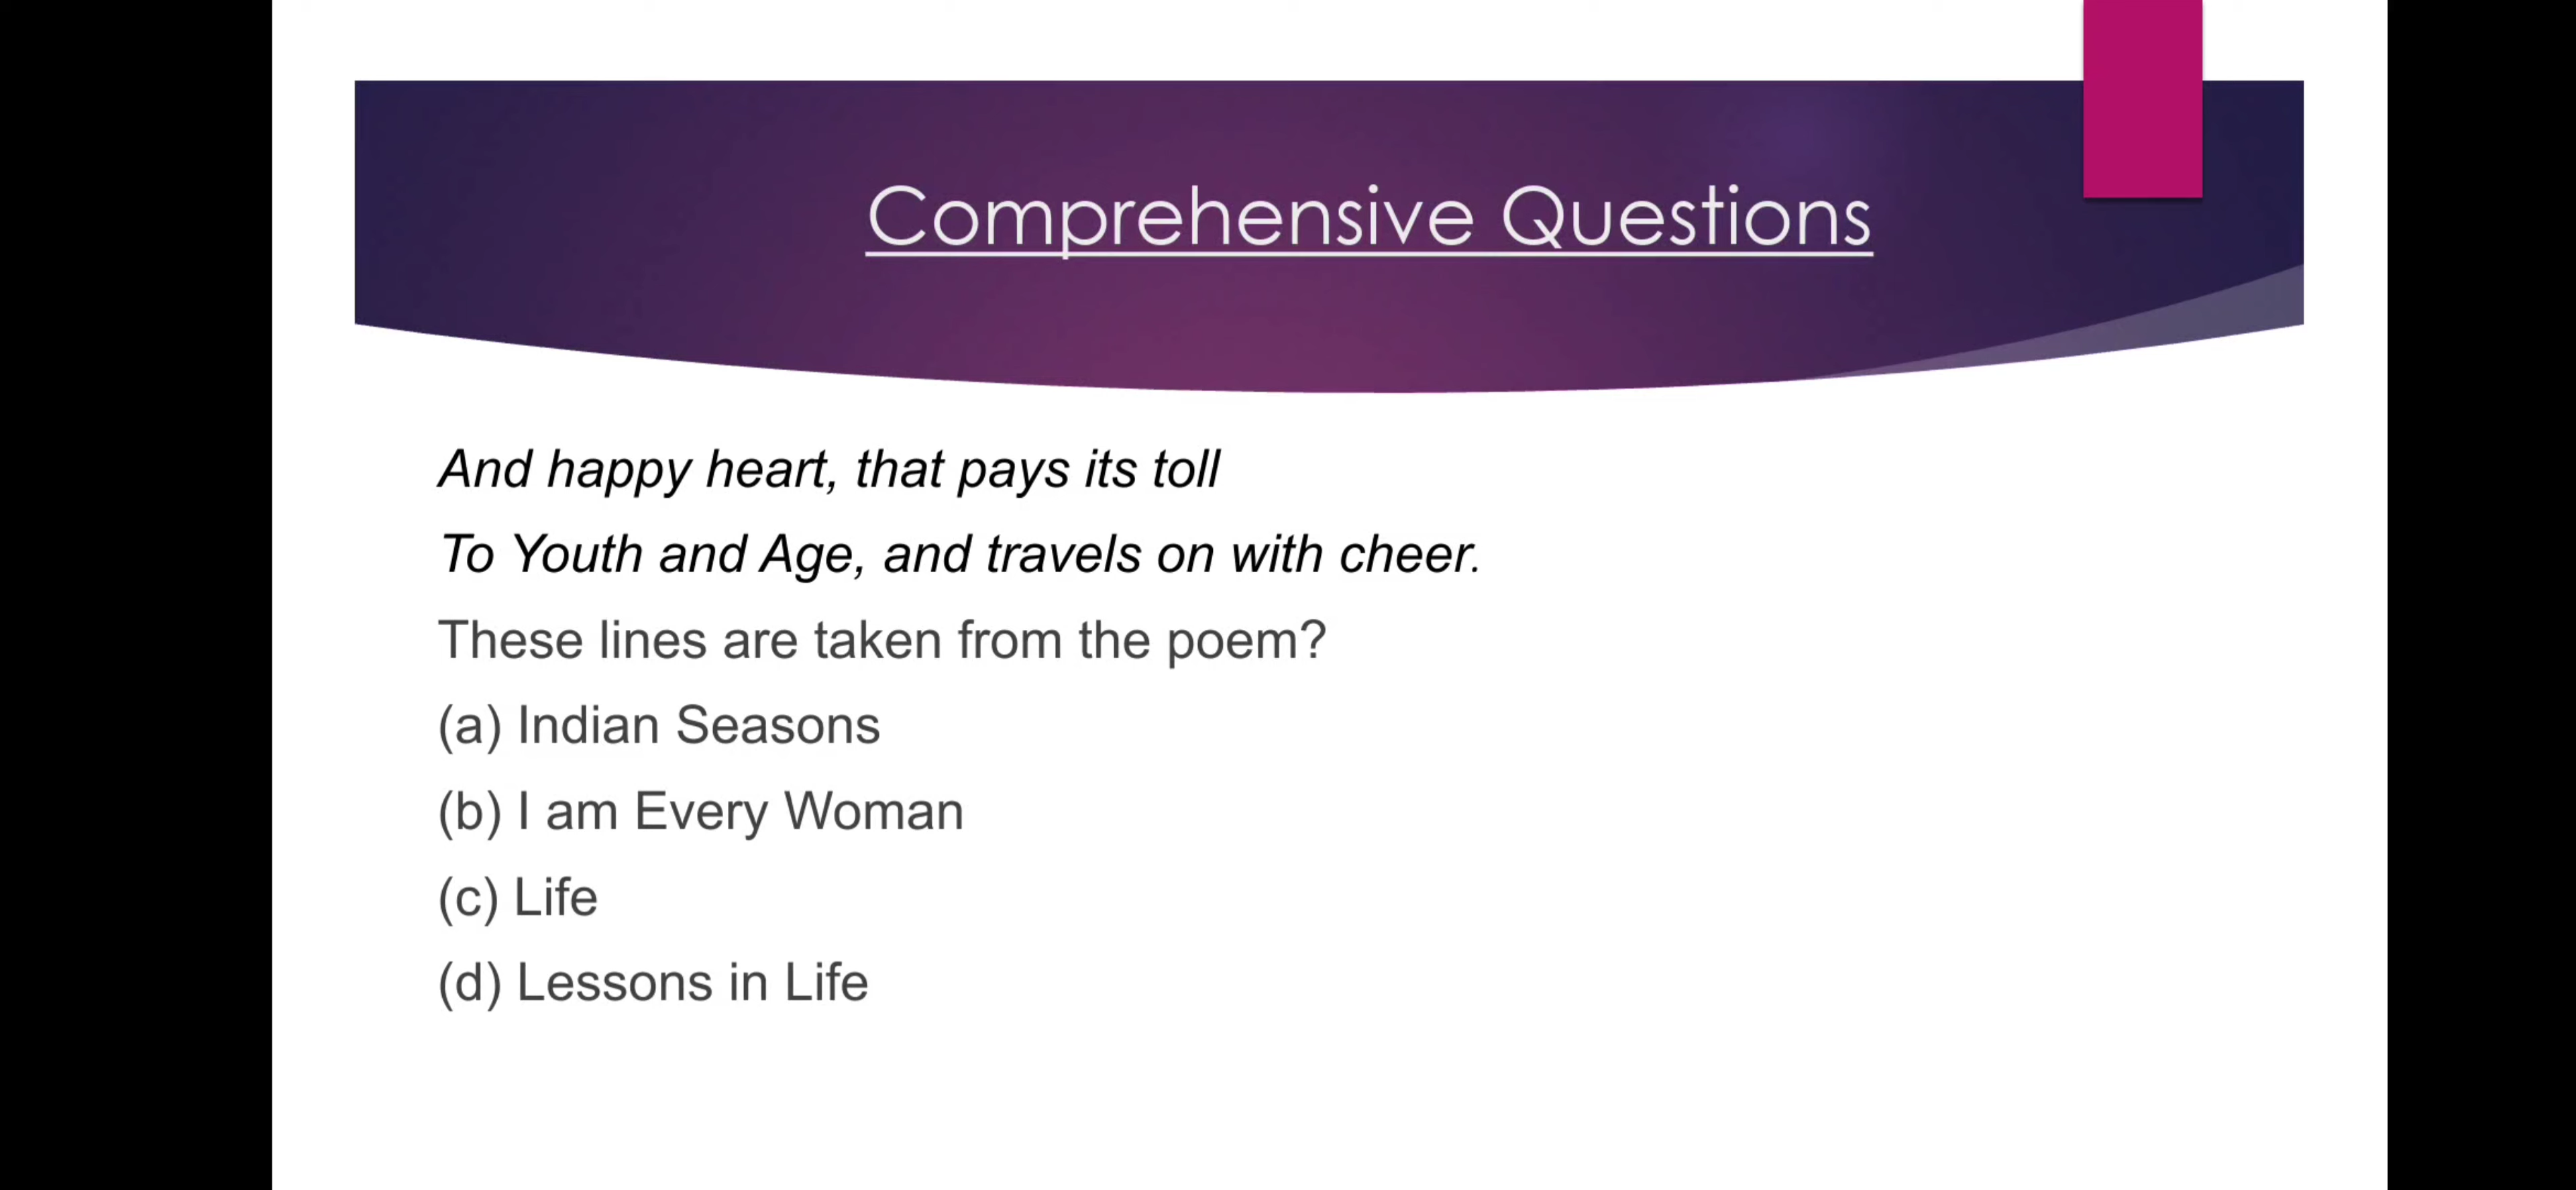 Comprehensive Questions
And happy heart, that pays its toll
To Youth and Age, and travels on with cheer.
These lines are taken from the poem?
(a) Indian Seasons
(b) I am Every Woman
(c) Life
(d) Lessons in Life